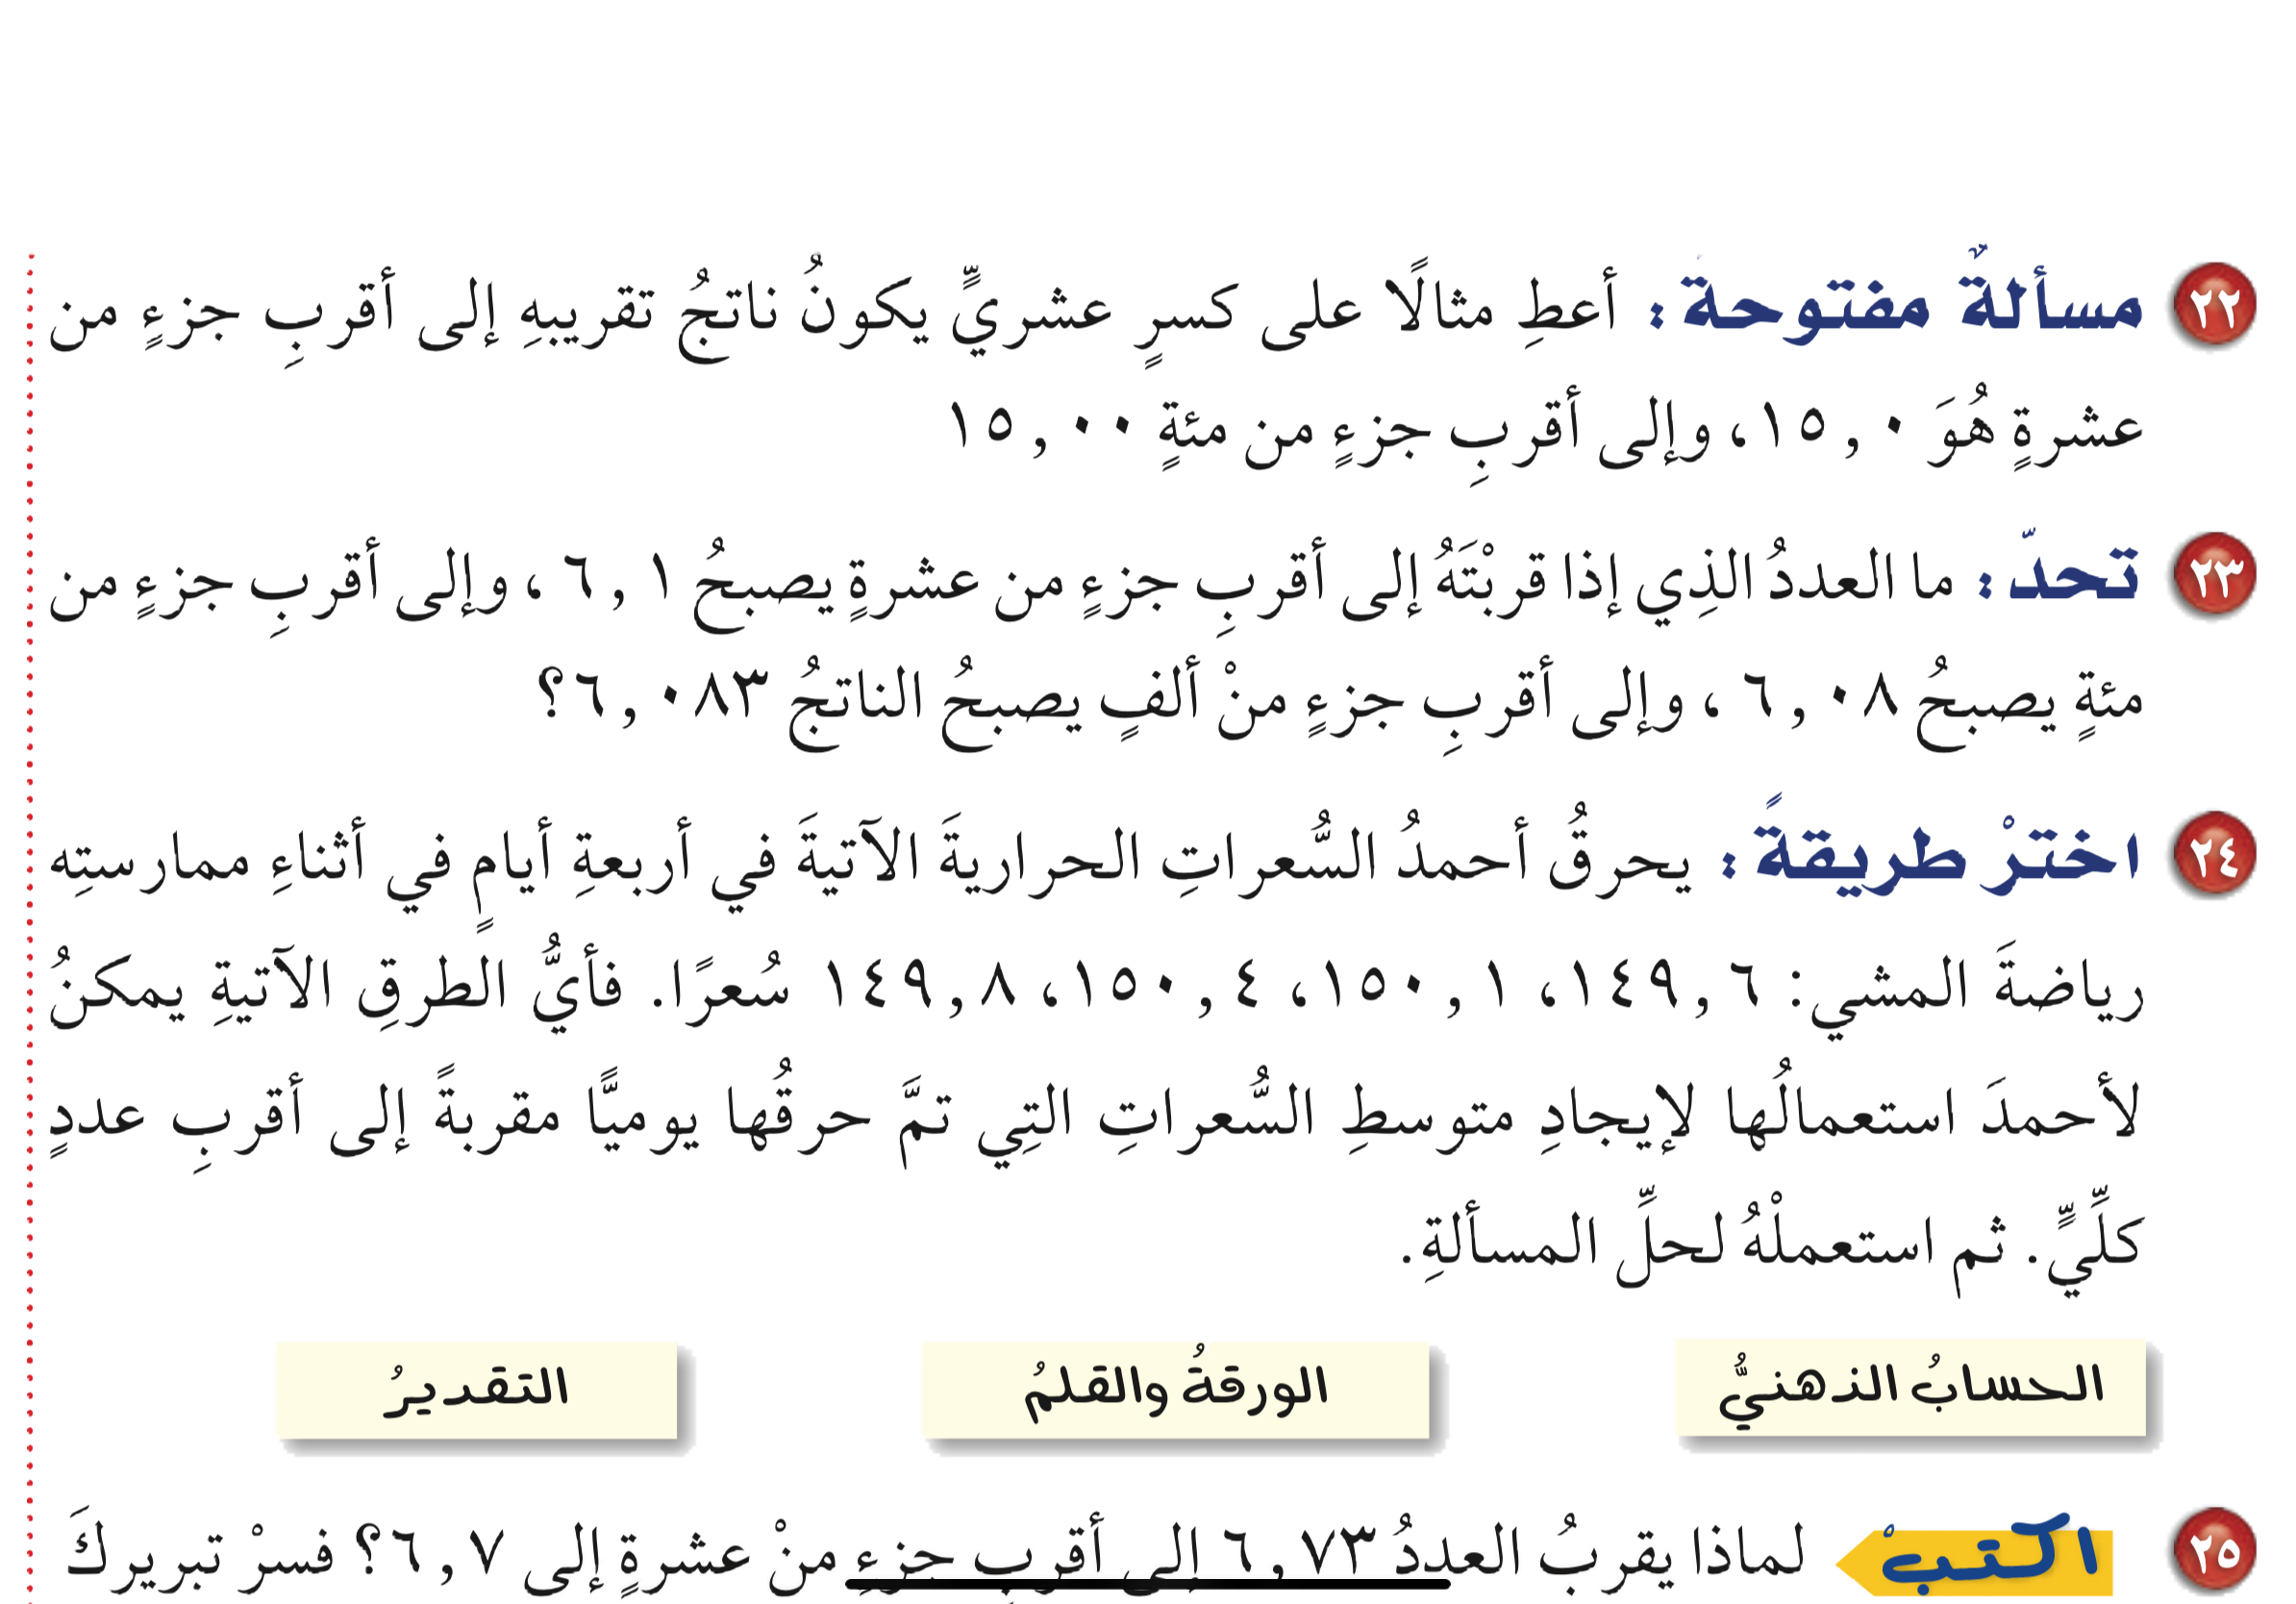 ٢٢ مسألةٌ مفتوحة: أعطِ مثالًا على كسرٍ عشريٍّ يكونُ ناتجُ تقريبهِ إلى أقربِ جزءٍ من
عشرةٍ هُوَ ١٥,٠، وإلى أقربِ جزءٍ من مئةٍ ١٥,٠٠
٢٣ تحدّ: ما العددُ الذِي إذا قربْتَهُ إلى أقربِ جزءٍ من عشرةٍ يصبحُ ٦,١، وإلى أقربِ جزءٍ من
مئةٍ يصبحُ ٦,٠٨، وإلى أقربِ جزءٍ منْ ألفٍ يصبحُ الناتجُ ٦,٠٨٣؟
٢٤ اخترْ طريقةً: يحرقُ أحمدُ السُّعراتِ الحراريةَ الآتيةَ في أربعةِ أيامٍ في أثناءِ ممارستِه
رياضةَ المشي: ١٤٩,٦، ١٥٠,١، ١٥٠,٤، ١٤٩,٨ سُعرًا. فأيُّ الطرقِ الآتيةِ يمكنُ
لأحمدَ استعمالُها لإيجادِ متوسطِ السُّعراتِ التِي تمَّ حرقُها يوميًّا مقربةً إلى أقربِ عددٍ
كلِّيٍّ. ثم استعملْهُ لحلِّ المسألةِ.
الحسابُ الذهنيُّ الورقةُ والقلمُ التقديرُ
٢٥ اكتبْ لماذا يقربُ العددُ ٦,٧٣ إلى أقربِ جزءٍ منْ عشرةٍ إلى ٦,٧؟ فسرْ تبريركَ